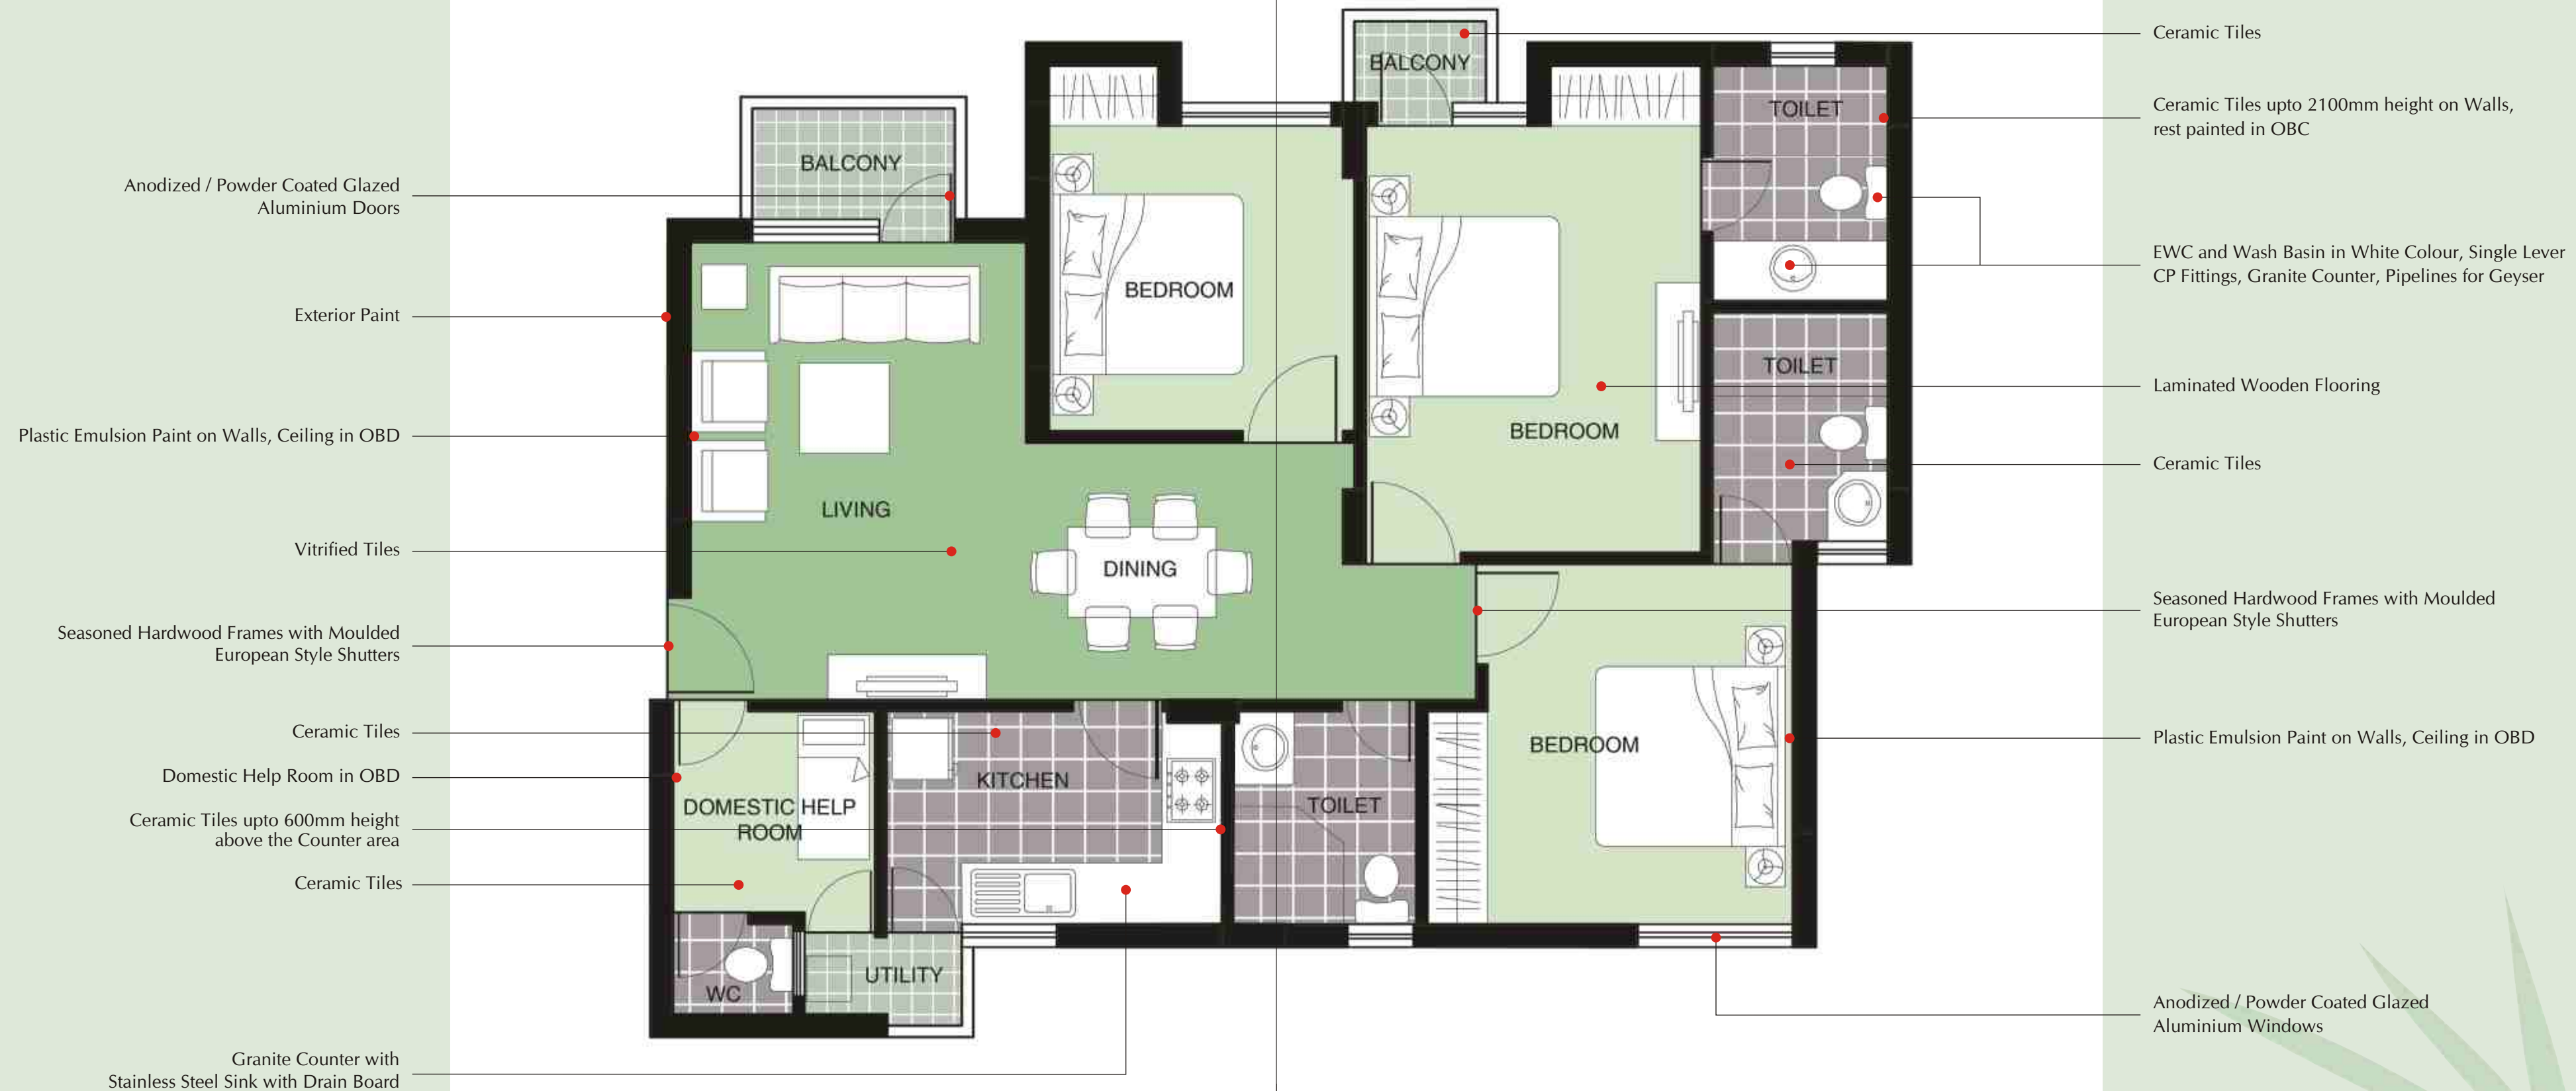 Anodized / Powder Coated Glazed
Aluminium Doors
Exterior Paint
Plastic Emulsion Paint on Walls, Ceiling in OBD
Vitrified Tiles
Seasoned Hardwood Frames with Moulded
European Style Shutters
Ceramic Tiles
Domestic Help Room in OBD
Ceramic Tiles upto 600mm height
above the Counter area
Ceramic Tiles
Granite Counter with
Stainless Steel Sink with Drain Board
BALCONY
BALCONY
TOILET
BEDROOM
BEDROOM
TOILET
LIVING
DINING
BEDROOM
KITCHEN
TOILET
DOMESTIC HELP
ROOM
UTILITY
WC
Ceramic Tiles
Ceramic Tiles upto 2100mm height on Walls,
rest painted in OBC
EWC and Wash Basin in White Colour, Single Lever
CP Fittings, Granite Counter, Pipelines for Geyser
Laminated Wooden Flooring
Ceramic Tiles
Seasoned Hardwood Frames with Moulded
European Style Shutters
Plastic Emulsion Paint on Walls, Ceiling in OBD
Anodized / Powder Coated Glazed
Aluminium Windows